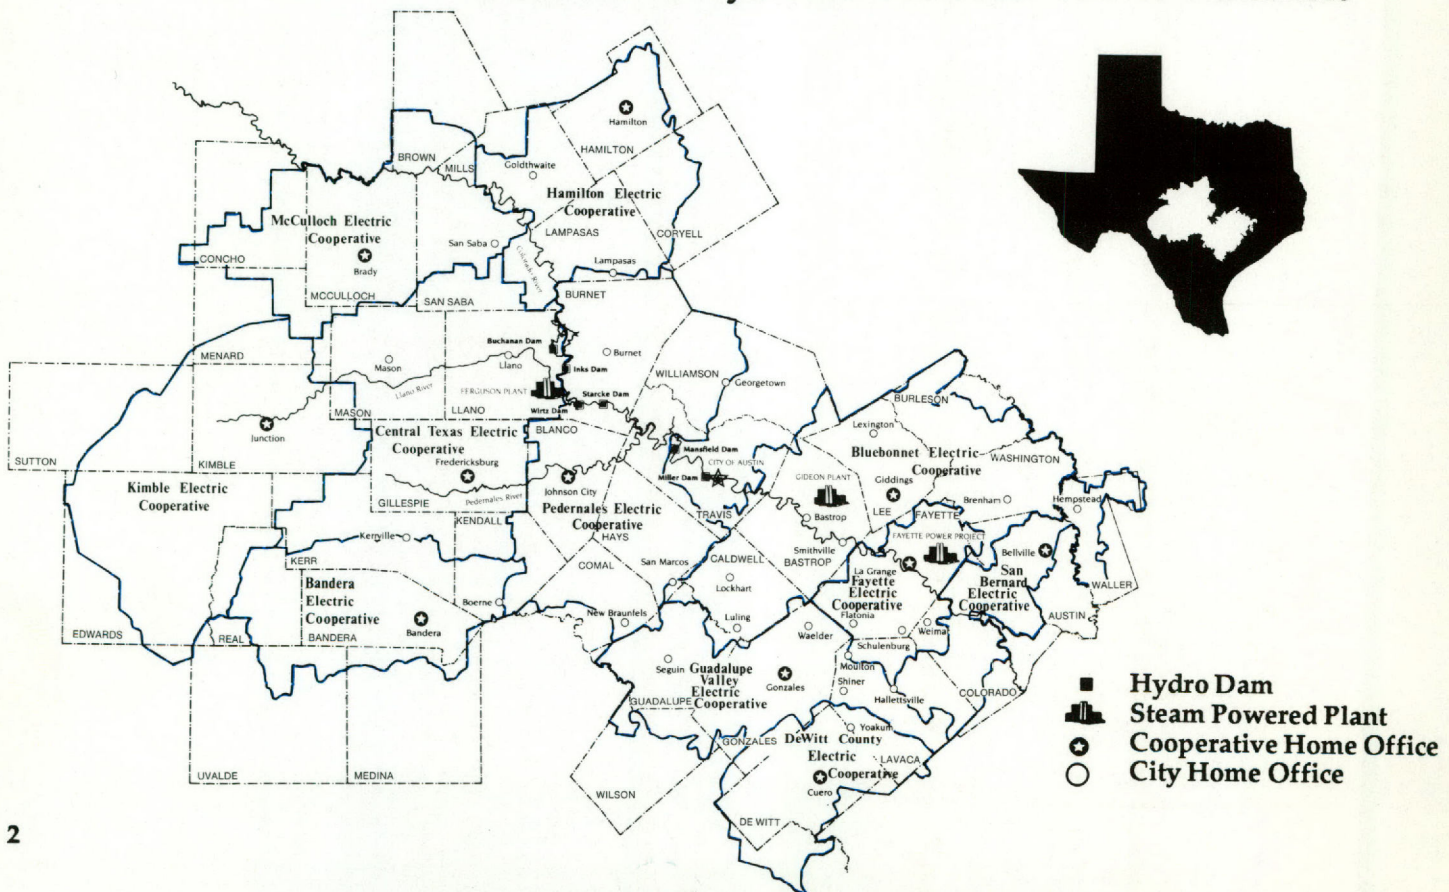 Hamilton
BROWN
MILLS
HAMILTON
Goldthwaite
Hamilton Electric
Cooperative
McCulloch Electric
Cooperative
San Saba
LAMPASAS
CORYELL
Colorado River
CONCHO
Brady
Lampasas
MCCULLOCH
SAN SABA
BURNET
MENARD
Buchanan Dam
Mason
Llano
Burnet
Inks Dam
WILLIAMSON
Georgetown
Llano River
FERGUSON PLANT
Starcke Dam
MASON
LLANO
Wirtz Dam
BURLESON
Lexington
Junction
Central Texas Electric
Cooperative
BLANCO
Mansfield Dam
Bluebonnet Electric
Cooperative
WASHINGTON
SUTTON
KIMBLE
Fredericksburg
CITY OF AUSTIN
Miller Dam
GIDEON PLANT
Giddings
Kimble Electric
Cooperative
Johnson City
Brenham
Hempstead
GILLESPIE
Pedernales River
Pedernales Electric
Cooperative
TRAVIS
Bastrop
LEE
FAYETTE
KENDALL
HAYS
Kerrville
FAYETTE POWER PROJECT
Smithville
BASTROP
Bellville
KERR
COMAL
San Marcos
CALDWELL
La Grange
Fayette
Electric
Cooperative
San
Bernard
Electric
Cooperative
WALLER
Bandera
Electric
Cooperative
Boerne
Lockhart
AUSTIN
New Braunfels
Luling
Flatonia
Weimar
EDWARDS
REAL
BANDERA
Bandera
Waelder
Schulenburg
Seguin
Guadalupe
Valley
Electric
Cooperative
Gonzales
Moulton
Shiner
Hallettsville
COLORADO
GUADALUPE
Yoakum
GONZALES
DeWitt County
Electric
Cooperative
LAVACA
UVALDE
MEDINA
WILSON
Cuero
DE WITT
Hydro Dam
Steam Powered Plant
Cooperative Home Office
City Home Office
2